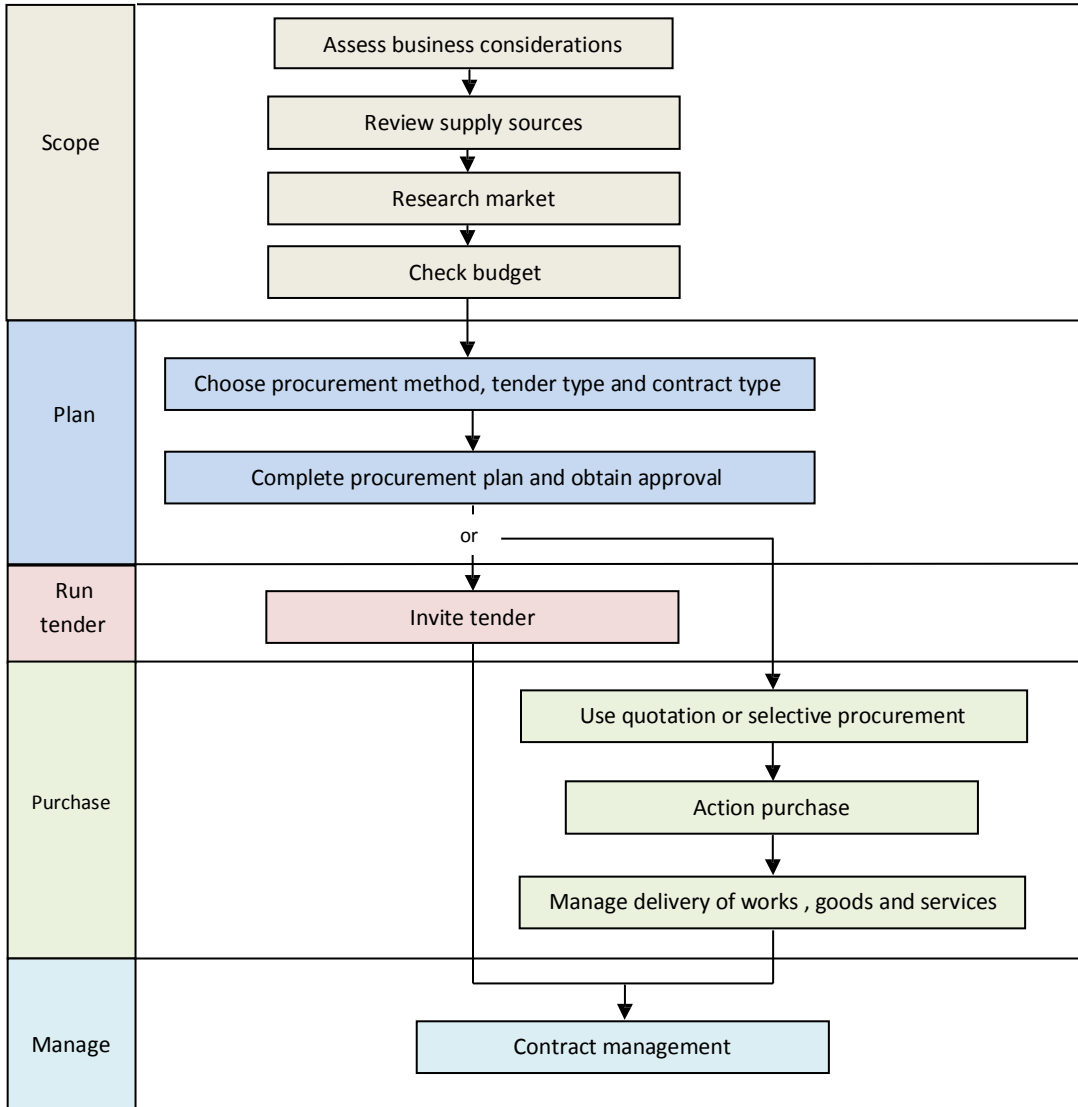 Scope
Assess business considerations
Review supply sources
Research market
Check budget
Plan
Choose procurement method, tender type and contract type
Complete procurement plan and obtain approval
or
Run
tender
Invite tender
Purchase
Use quotation or selective procurement
Action purchase
Manage delivery of works , goods and services
Manage
Contract management